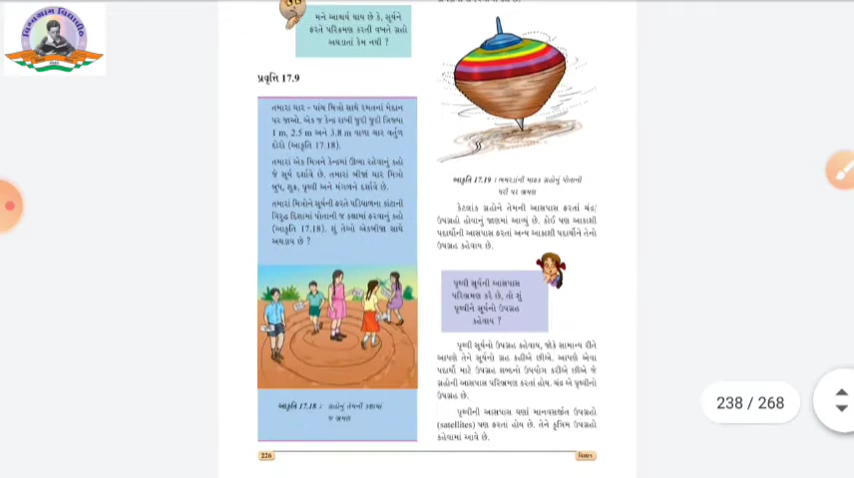 વિશ્વગ્રામ વિદ્યાપીઠ
મને આશ્ચર્ય થાય છે કે, સૂર્યને
ફરતે પરિક્રમણ કરતી વખતે ગ્રહો
અથડાતાં કેમ નથી ?
પ્રવૃત્તિ 17.9
તમારા ચાર - પાંચ મિત્રો સાથે રમતનાં મેદાન
પર જાઓ. એક જ કેન્દ્ર રાખી જુદી જુદી ત્રિજ્યા
1 m, 2.5 m અને 3.8 m વાળા ચાર વર્તુળ
દોરો (આકૃતિ 17.18).
તમારાં એક મિત્રને કેન્દ્રમાં ઊભા રહેવાનું કહો
જે સૂર્ય દર્શાવે છે. તમારા બીજાં ચાર મિત્રો
બુધ, શુક્ર, પૃથ્વી અને મંગળને દર્શાવે છે.
તમારાં મિત્રોને સૂર્યની ફરતે ઘડિયાળના કાંટાની
વિરુદ્ધ દિશામાં પોતાની જ કક્ષામાં ફરવાનું કહો
(આકૃતિ 17.18). શું તેઓ એકબીજા સાથે
અથડાય છે ?
આકૃતિ 17.18 : ગ્રહોનું તેમની કક્ષામાં
જ ભ્રમણ
226
આકૃતિ 17.19 : ભમરડાંની માફક ગ્રહોનું પોતાની
ધરી પર ભ્રમણ
કેટલાંક ગ્રહોને તેમની આસપાસ ફરતાં ચંદ્ર/
ઉપગ્રહો હોવાનું જાણમાં આવ્યું છે. કોઈ પણ આકાશી
પદાર્થોની આસપાસ ફરતાં અન્ય આકાશી પદાર્થોને તેનો
ઉપગ્રહ કહેવાય છે.
પૃથ્વી સૂર્યની આસપાસ
પરિભ્રમણ કરે છે, તો શું
પૃથ્વીને સૂર્યનો ઉપગ્રહ
કહેવાય ?
પૃથ્વી સૂર્યનો ઉપગ્રહ કહેવાય, જોકે સામાન્ય રીતે
આપણે તેને સૂર્યનો ગ્રહ કહીએ છીએ. આપણે એવા
પદાર્થો માટે ઉપગ્રહ શબ્દનો ઉપયોગ કરીએ છીએ જે
ગ્રહોની આસપાસ પરિભ્રમણ કરતાં હોય. ચંદ્ર એ પૃથ્વીનો
ઉપગ્રહ છે.
પૃથ્વીની આસપાસ ઘણાં માનવસર્જીત ઉપગ્રહો
(satellites) પણ ફરતાં હોય છે. તેને કૃત્રિમ ઉપગ્રહો
કહેવામાં આવે છે.
વિજ્ઞાન
238 / 268